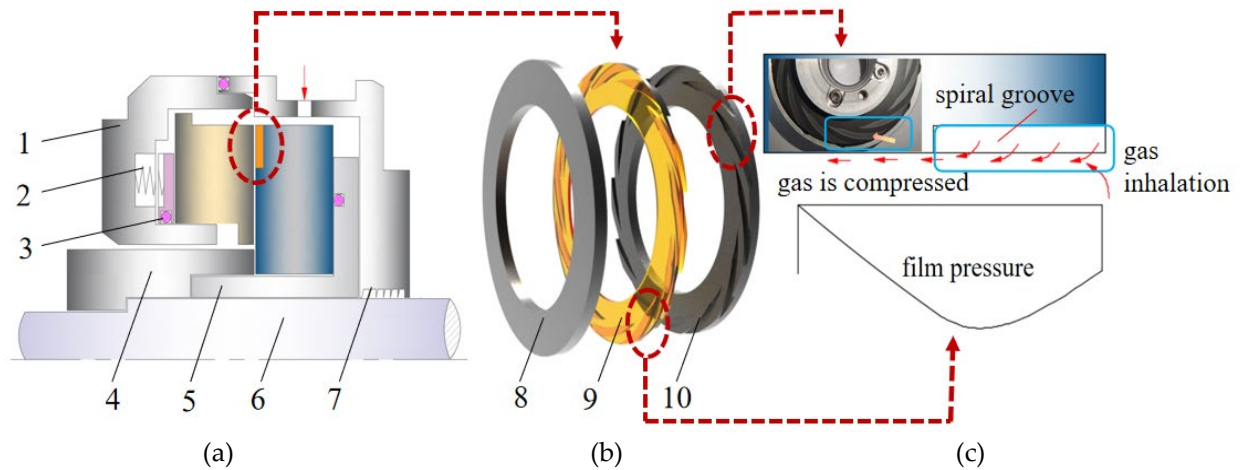 1
2
3
4
5
6
7
8
9
10
spiral groove
gas
inhalation
gas is compressed
film pressure
(a)
(b)
(c)